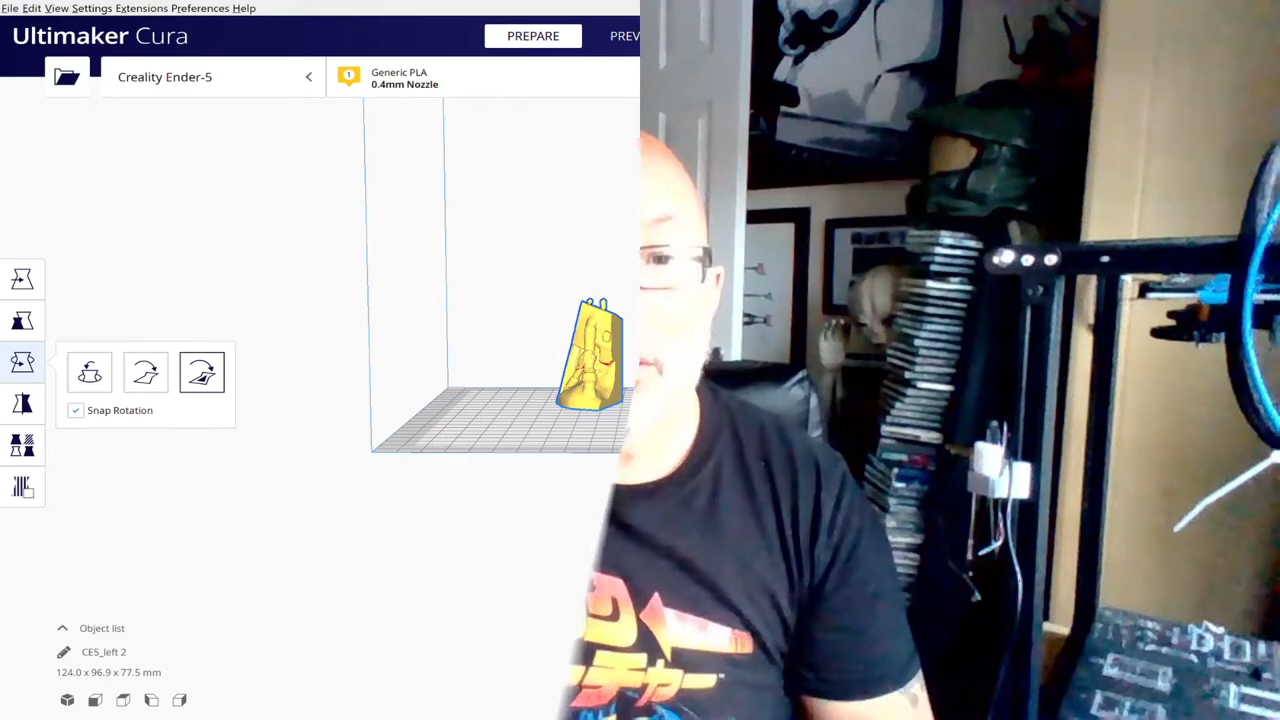 File Edit View Settings Extensions Preferences Help
Ultimaker Cura
PREPARE
PREV
Creality Ender-5
1
Generic PLA
0.4mm Nozzle
Snap Rotation
Object list
CE5_left 2
124.0 x 96.9 x 77.5 mm